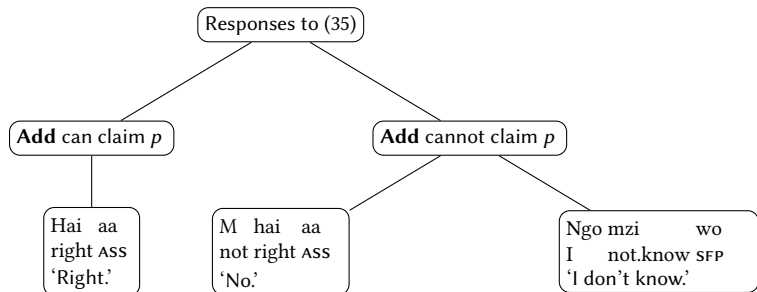 Responses to (35)
Add can claim p
Add cannot claim p
Hai aa
right ASS
‘Right.’
M hai aa
not right ASS
‘No.’
Ngo mzi wo
I not.know SFP
‘I don’t know.’